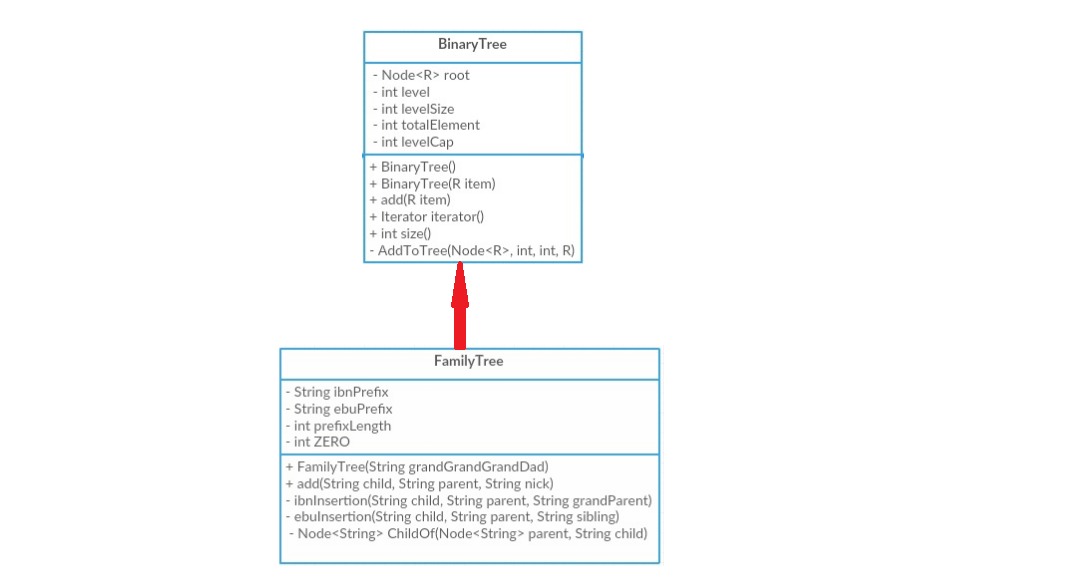 BinaryTree
- Node<R> root
- int level
- int levelSize
- int totalElement
- int levelCap
+ BinaryTree()
+ BinaryTree(R item)
+ add(R item)
+ Iterator iterator()
+ int size()
- AddToTree(Node<R>, int, int, R)
FamilyTree
- String ibnPrefix
- String ebuPrefix
- int prefixLength
- int ZERO
+ FamilyTree(String grandGrandGrandDad)
+ add(String child, String parent, String nick)
- ibnInsertion(String child, String parent, String grandParent)
- ebuInsertion(String child, String parent, String sibling)
- Node<String> ChildOf(Node<String> parent, String child)